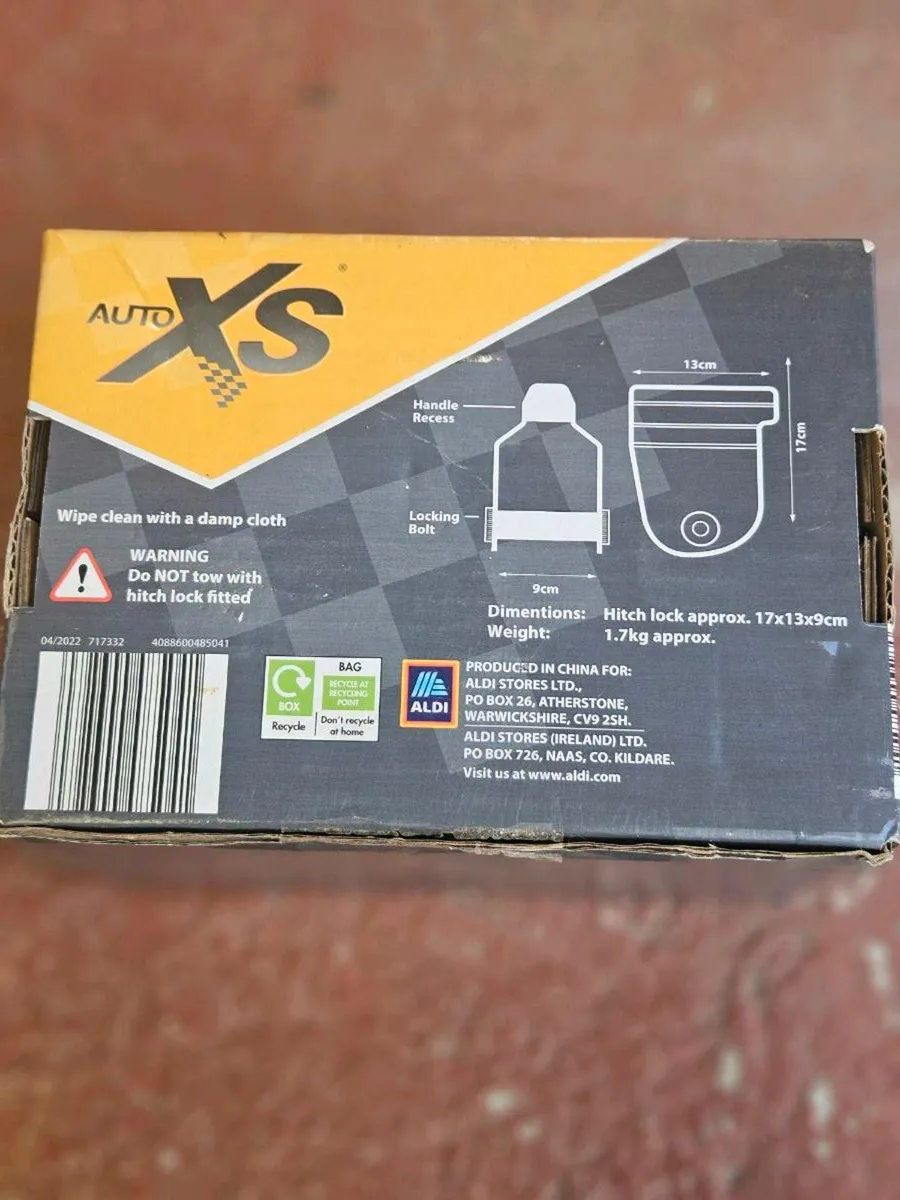 AUTO XS ®
13cm
17cm
Handle
Recess
Locking
Bolt
9cm
Wipe clean with a damp cloth
WARNING
Do NOT tow with
hitch lock fitted
Dimentions: Hitch lock approx. 17x13x9cm
Weight: 1.7kg approx.
04/2022 717332 4088600485041
BOX
Recycle
BAG
RECYCLE AT
RECYCLING
POINT
Don't recycle
at home
ALDI
PRODUCED IN CHINA FOR:
ALDI STORES LTD.,
PO BOX 26, ATHERSTONE,
WARWICKSHIRE, CV9 2SH.
ALDI STORES (IRELAND) LTD.
PO BOX 726, NAAS, CO. KILDARE.
Visit us at www.aldi.com